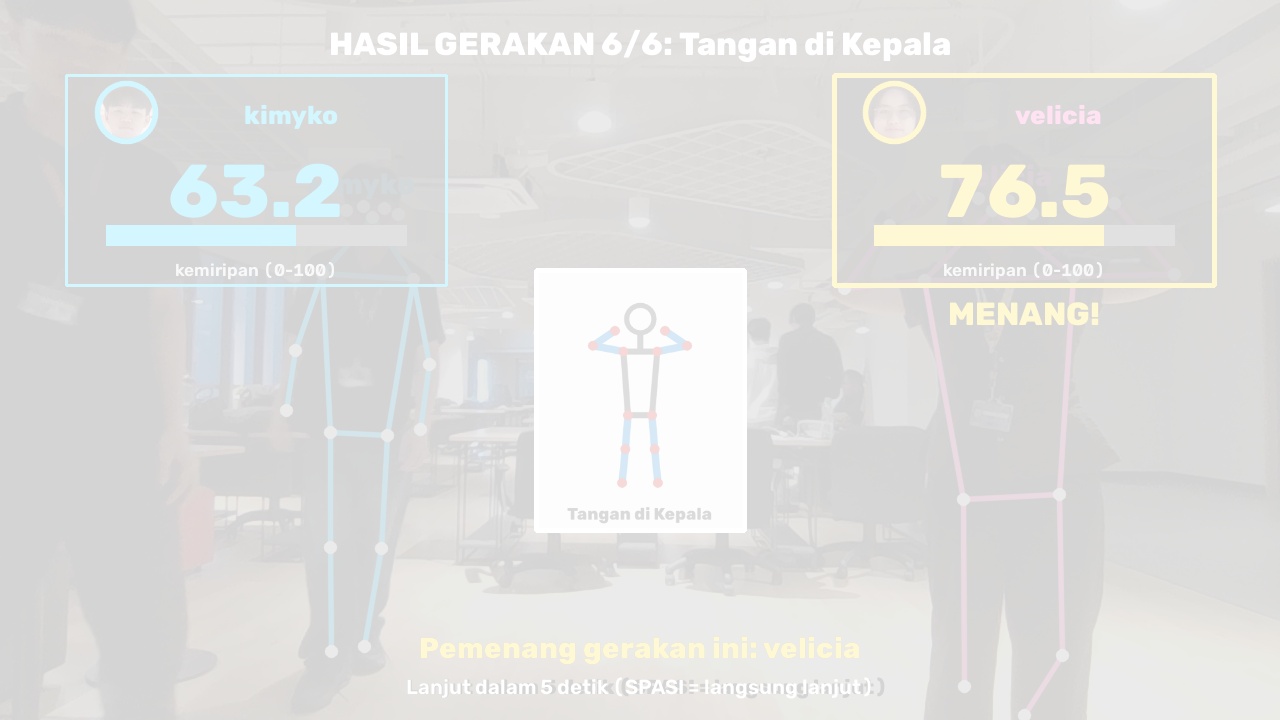 HASIL GERAKAN 6/6: Tangan di Kepala
kimyko
63.2
kemiripan (0-100)
velicia
76.5
kemiripan (0-100)
MENANG!
Tangan di Kepala
Pemenang gerakan ini: velicia
Lanjut dalam 5 detik (SPASI = langsung lanjut)